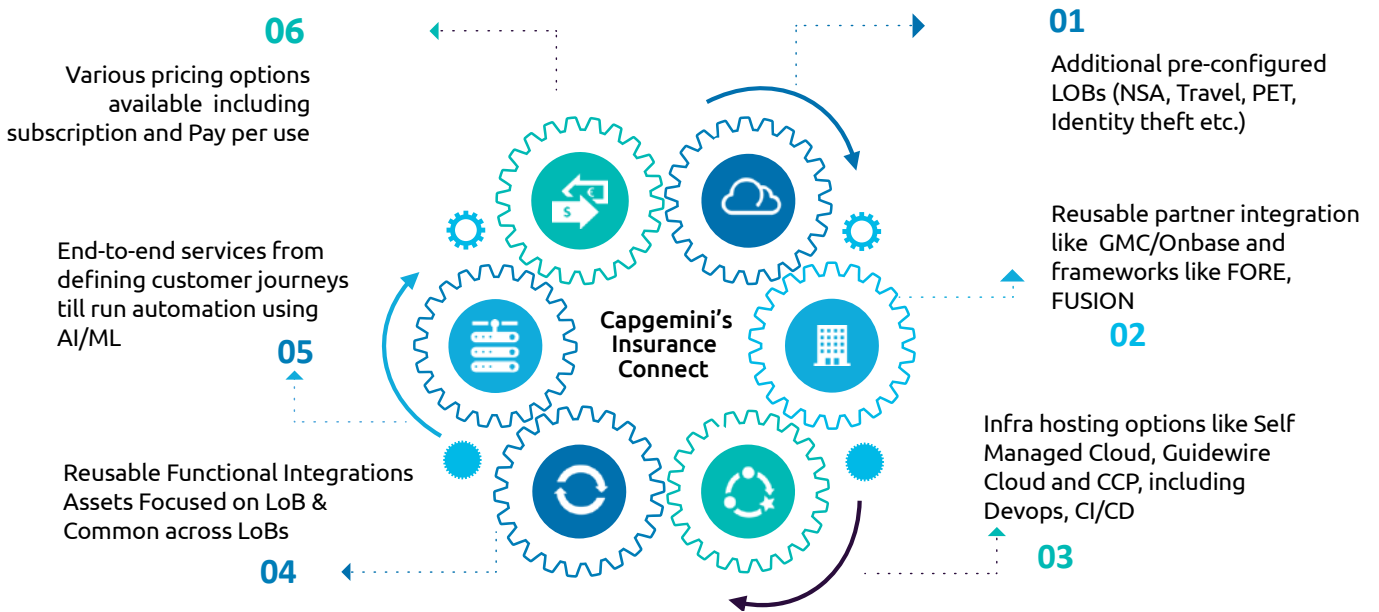 06
Various pricing options
available including
subscription and Pay per use
01
Additional pre-configured
LOBs (NSA, Travel, PET,
Identity theft etc.)
Reusable partner integration
like GMC/Onbase and
frameworks like FORE,
FUSION
02
End-to-end services from
defining customer journeys
till run automation using
AI/ML
05
Capgemini's
Insurance
Connect
€
$
Infra hosting options like Self
Managed Cloud, Guidewire
Cloud and CCP, including
Devops, CI/CD
03
Reusable Functional Integrations
Assets Focused on LoB &
Common across LoBs
04